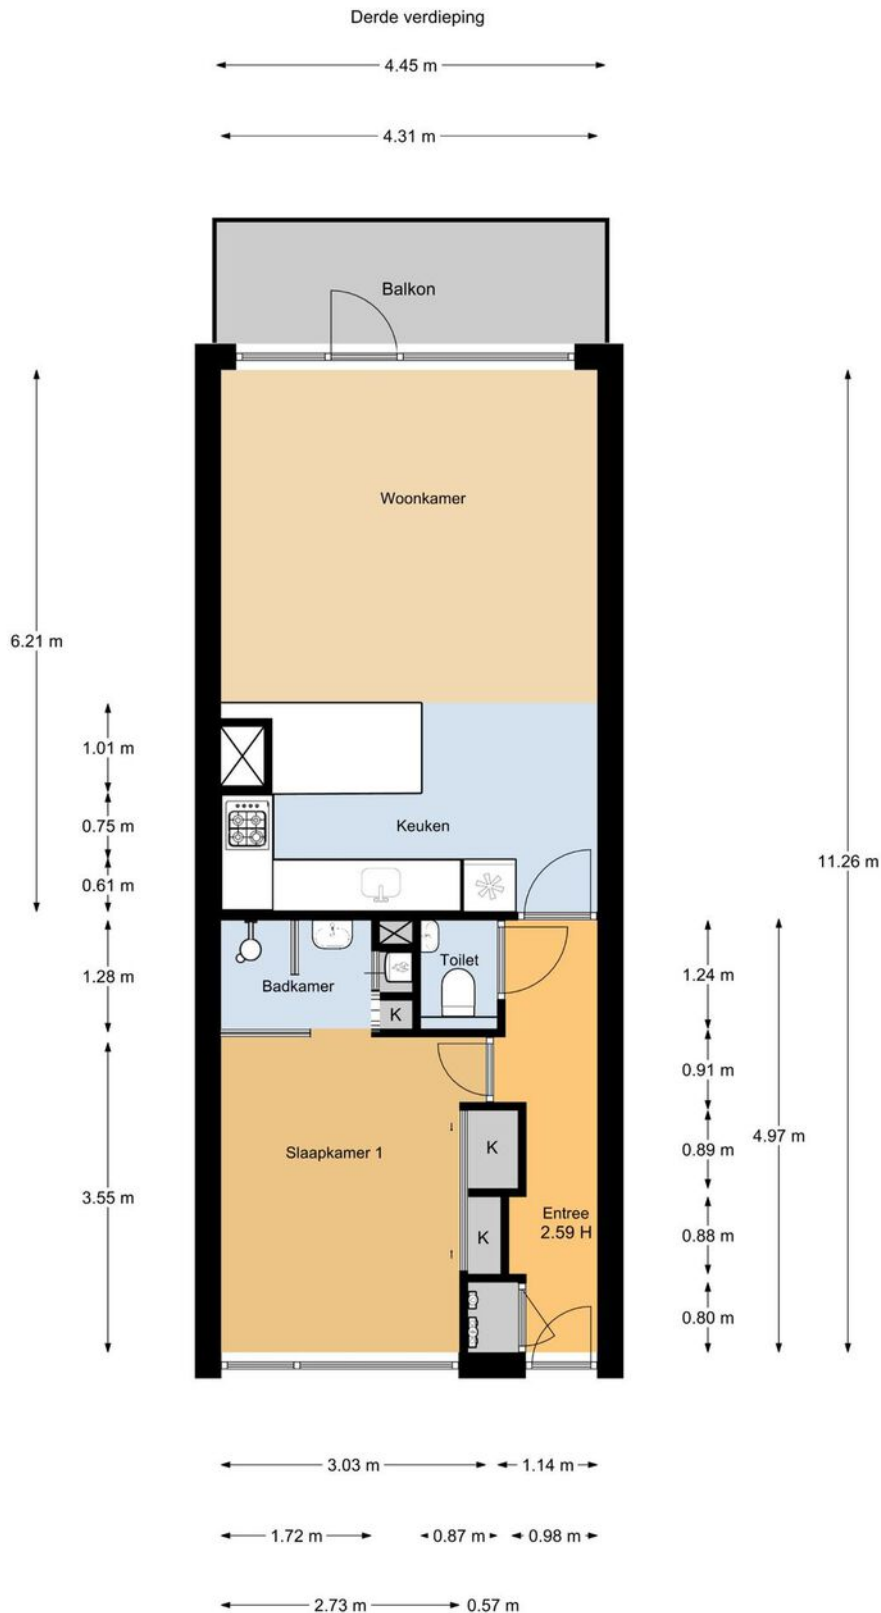 Derde verdieping
4.45 m
4.31 m
Balkon
Woonkamer
6.21 m
1.01 m
0.75 m
Keuken
11.26 m
0.61 m
1.28 m
Toilet
Badkamer
K
1.24 m
0.91 m
Slaapkamer 1
K
0.89 m
4.97 m
3.55 m
Entree
2.59 H
K
0.88 m
0.80 m
3.03 m
1.14 m
1.72 m
0.87 m
0.98 m
2.73 m
0.57 m